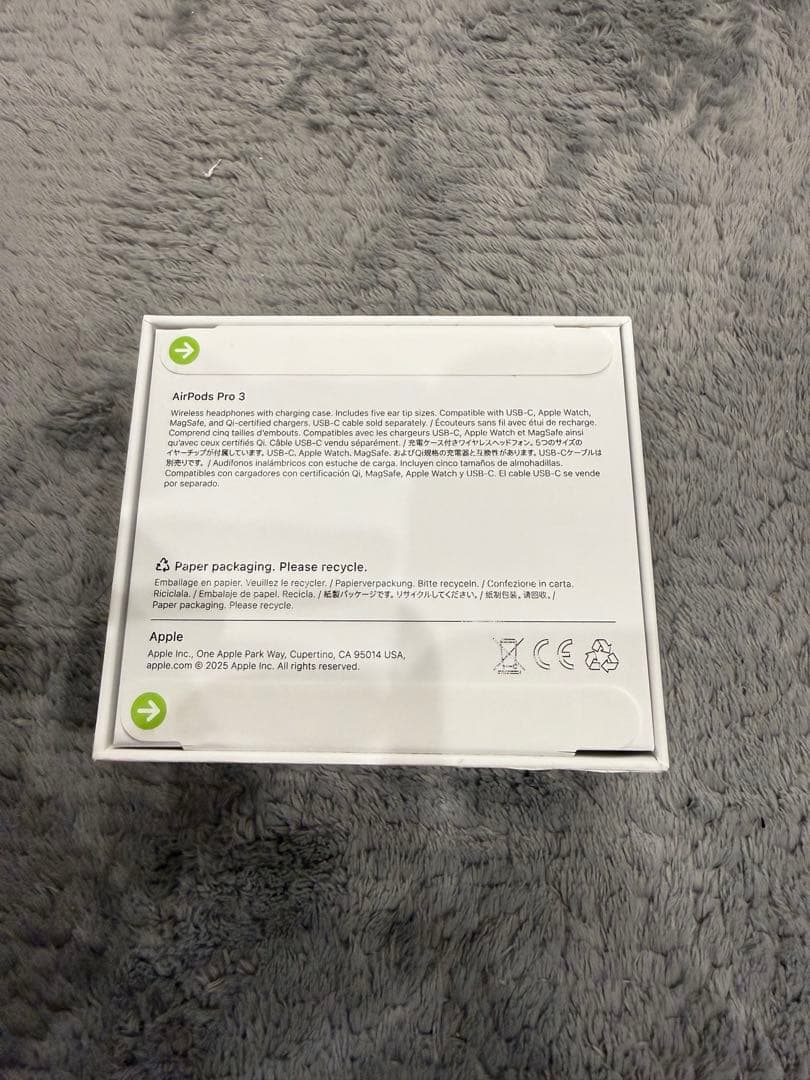 AirPods Pro 3
Wireless headphones with charging case. Includes five ear tip sizes. Compatible with USB-C, Apple Watch,
MagSafe, and Qi-certified chargers. USB-C cable sold separately. / Écouteurs sans fil avec étui de recharge.
Comprend cinq tailles d'embouts. Compatibles avec les chargeurs USB-C, Apple Watch et MagSafe ainsi
qu'avec ceux certifiés Qi. Câble USB-C vendu séparément. / 充電ケース付きワイヤレスヘッドフォン。5つのサイズの
イヤーチップが付属しています。USB-C、Apple Watch、MagSafe、およびQi規格の充電器と互換性があります。USB-Cケーブルは
別売りです。 / Audífonos inalámbricos con estuche de carga. Incluyen cinco tamaños de almohadillas.
Compatibles con cargadores con certificación Qi, MagSafe, Apple Watch y USB-C. El cable USB-C se vende
por separado.
Paper packaging. Please recycle.
Emballage en papier. Veuillez le recycler. / Papierverpackung. Bitte recyceln. / Confezione in carta.
Riciclala. / Embalaje de papel. Recicla. / 紙製パッケージです。リサイクルしてください。 / 纸制包装。请回收。 /
Paper packaging. Please recycle.
Apple
Apple Inc., One Apple Park Way, Cupertino, CA 95014 USA,
apple.com © 2025 Apple Inc. All rights reserved.
CE